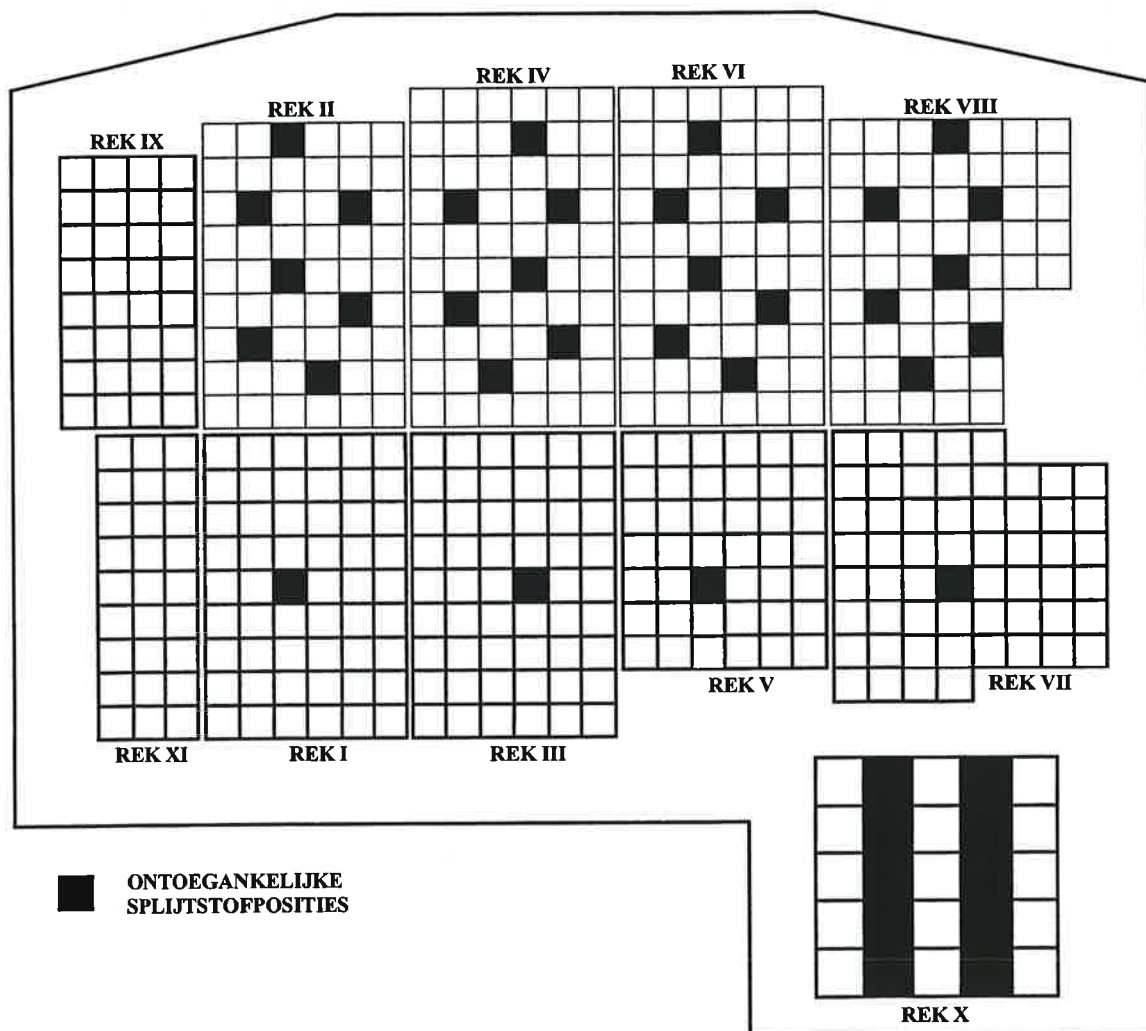 REK IV
REK VI
REK II
REK VIII
REK IX
REK V
REK VII
REK XI
REK I
REK III
ONTOEGANKELIJKE
SPLIJTSTOFPOSITIES
REK X